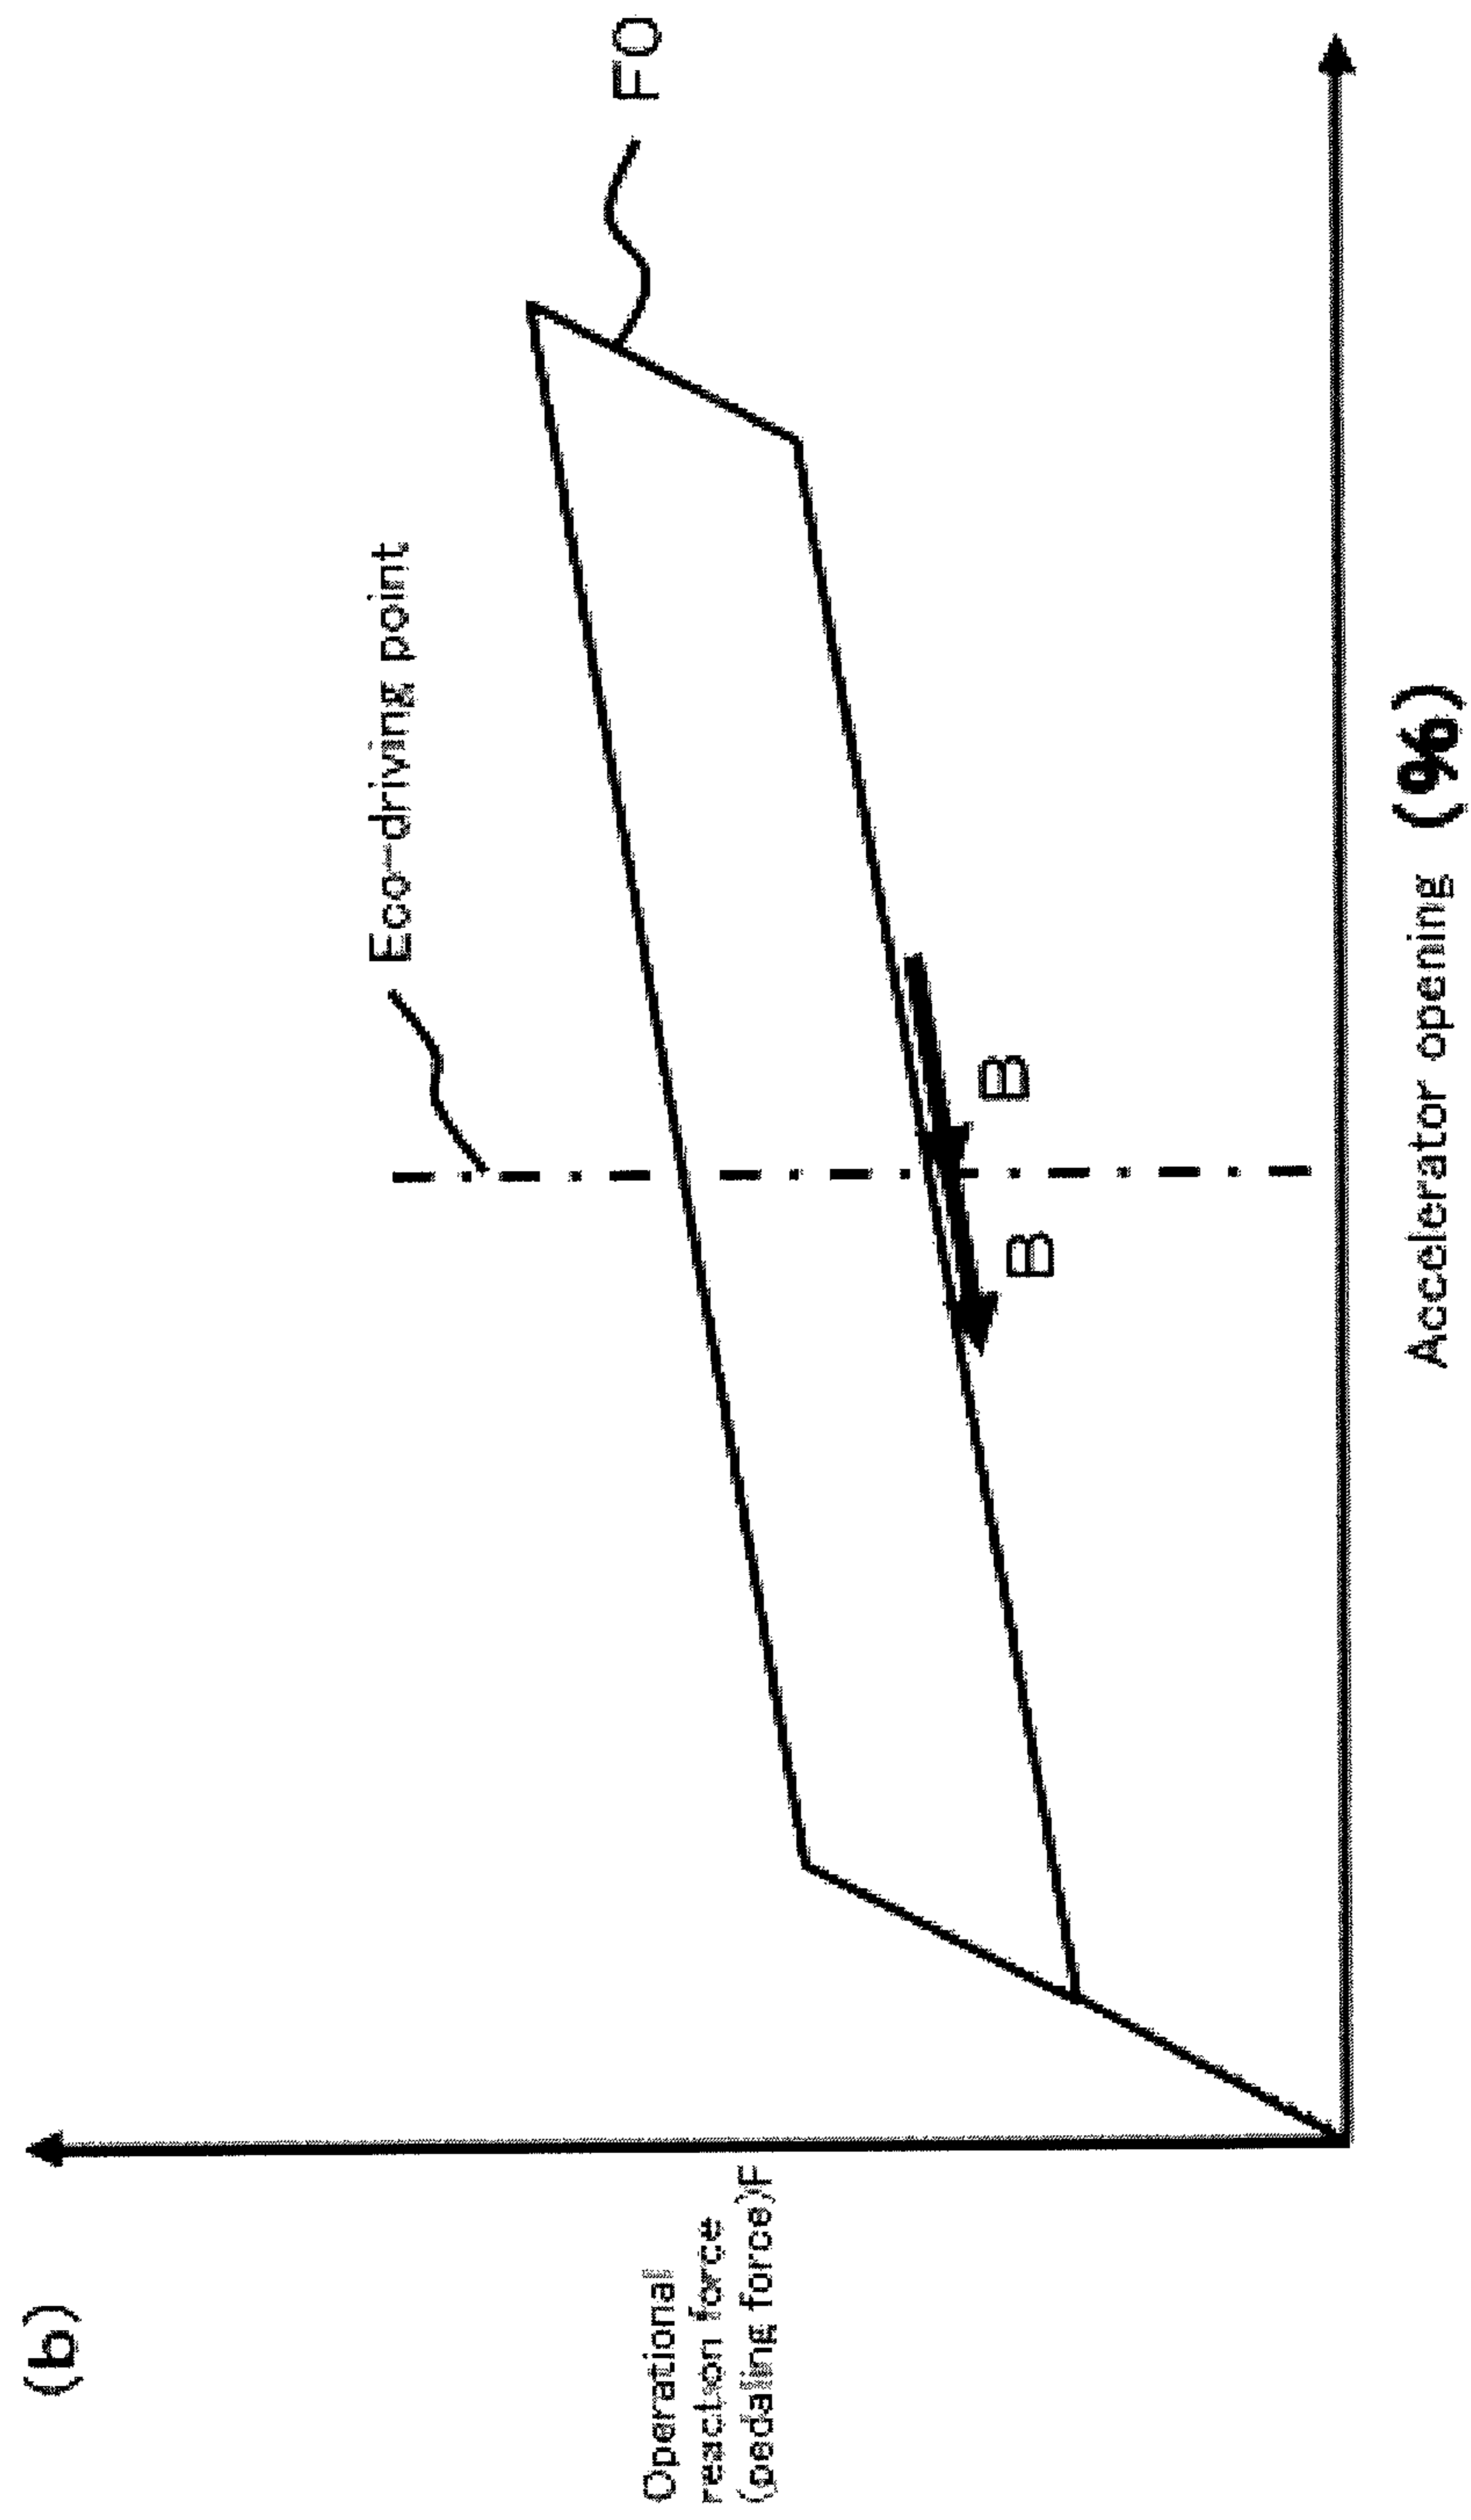 (b)
Operational
reaction force
(pedaling force)F
Eco-driving point
FO
B
B
Accelerator opening (%)